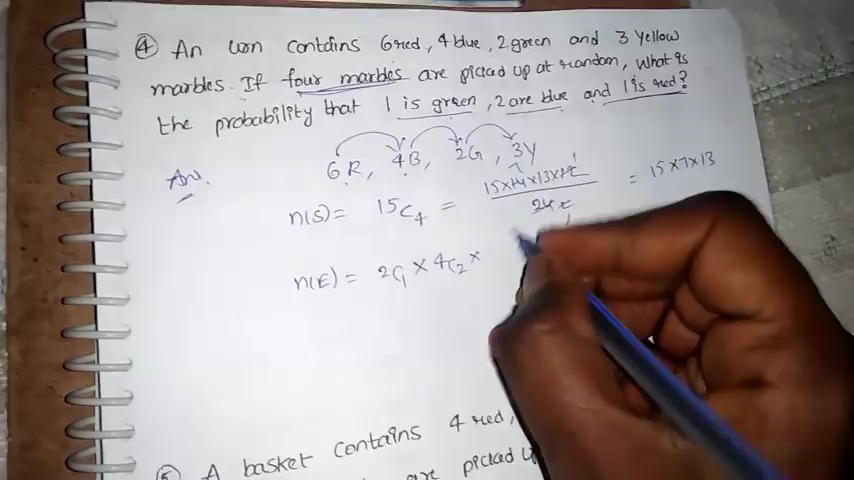 ④ An urn contains 6 red, 4 blue, 2 green and 3 yellow
marbles. If four marbles are picked up at random, what is
the probability that 1 is green, 2 are blue and 1 is red?
Ans.
6R, 4B, 2G, 3Y
n(S) = 15C4 = 15×14×13×12 / 24 = 15×7×13
n(E) = 2C1 × 4C2 ×
⑤ A basket contains 4 red,
are picked